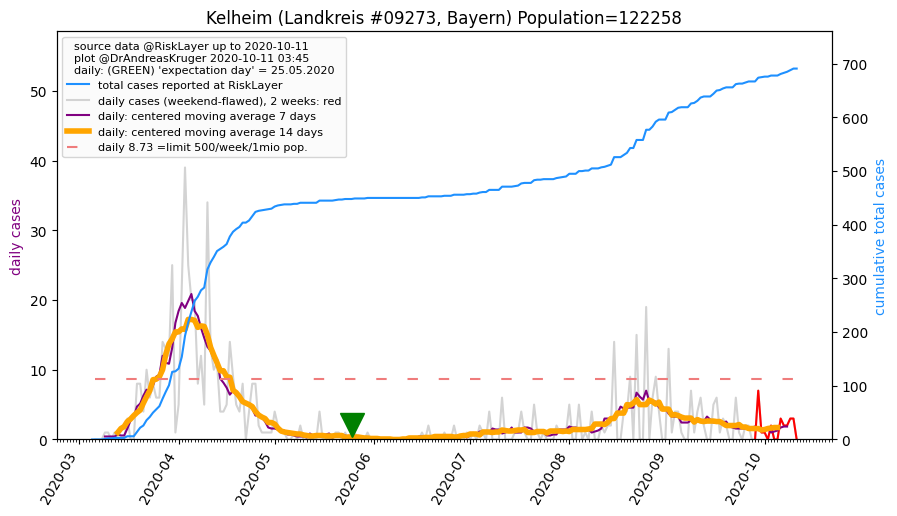 Kelheim (Landkreis #09273, Bayern) Population=122258
source data @RiskLayer up to 2020-10-11
plot @DrAndreasKruger 2020-10-11 03:45
daily: (GREEN) 'expectation day' = 25.05.2020
total cases reported at RiskLayer
daily cases (weekend-flawed), 2 weeks: red
daily: centered moving average 7 days
daily: centered moving average 14 days
daily 8.73 =limit 500/week/1mio pop.
daily cases
50
40
30
20
10
0
cumulative total cases
700
600
500
400
300
200
100
0
2020-03
2020-04
2020-05
2020-06
2020-07
2020-08
2020-09
2020-10